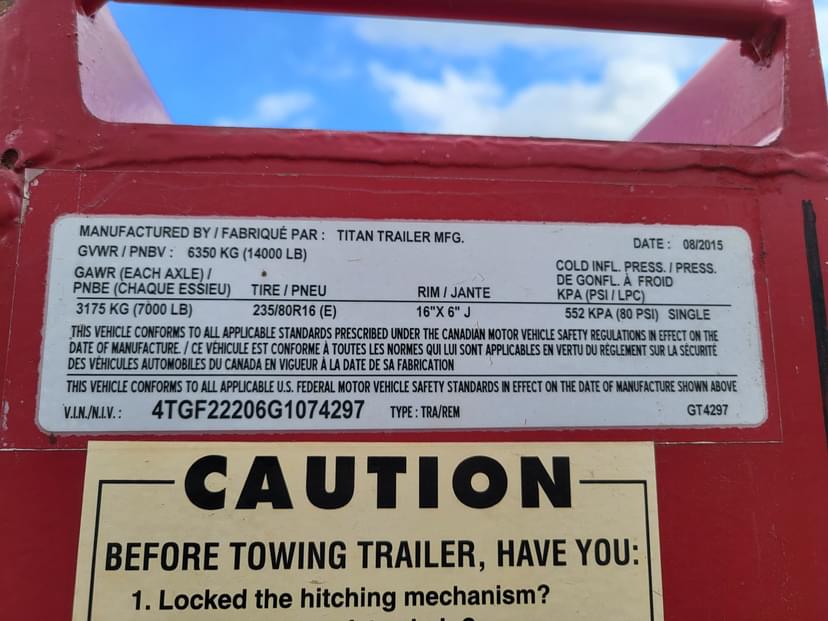 MANUFACTURED BY / FABRIQUÉ PAR : TITAN TRAILER MFG. DATE : 08/2015
GVWR / PNBV : 6350 KG (14000 LB)
GAWR (EACH AXLE) / COLD INFL. PRESS. / PRESS.
PNBE (CHAQUE ESSIEU) TIRE / PNEU RIM / JANTE DE GONFL. À FROID
KPA (PSI / LPC)
3175 KG (7000 LB) 235/80R16 (E) 16"X 6" J 552 KPA (80 PSI) SINGLE
THIS VEHICLE CONFORMS TO ALL APPLICABLE STANDARDS PRESCRIBED UNDER THE CANADIAN MOTOR VEHICLE SAFETY REGULATIONS IN EFFECT ON THE
DATE OF MANUFACTURE. / CE VÉHICULE EST CONFORME À TOUTES LES NORMES QUI LUI SONT APPLICABLES EN VERTU DU RÈGLEMENT SUR LA SÉCURITÉ
DES VÉHICULES AUTOMOBILES DU CANADA EN VIGUEUR À LA DATE DE SA FABRICATION
THIS VEHICLE CONFORMS TO ALL APPLICABLE U.S. FEDERAL MOTOR VEHICLE SAFETY STANDARDS IN EFFECT ON THE DATE OF MANUFACTURE SHOWN ABOVE
V.I.N./N.I.V. : 4TGF22206G1074297 TYPE : TRA/REM GT4297
CAUTION
BEFORE TOWING TRAILER, HAVE YOU:
1. Locked the hitching mechanism?